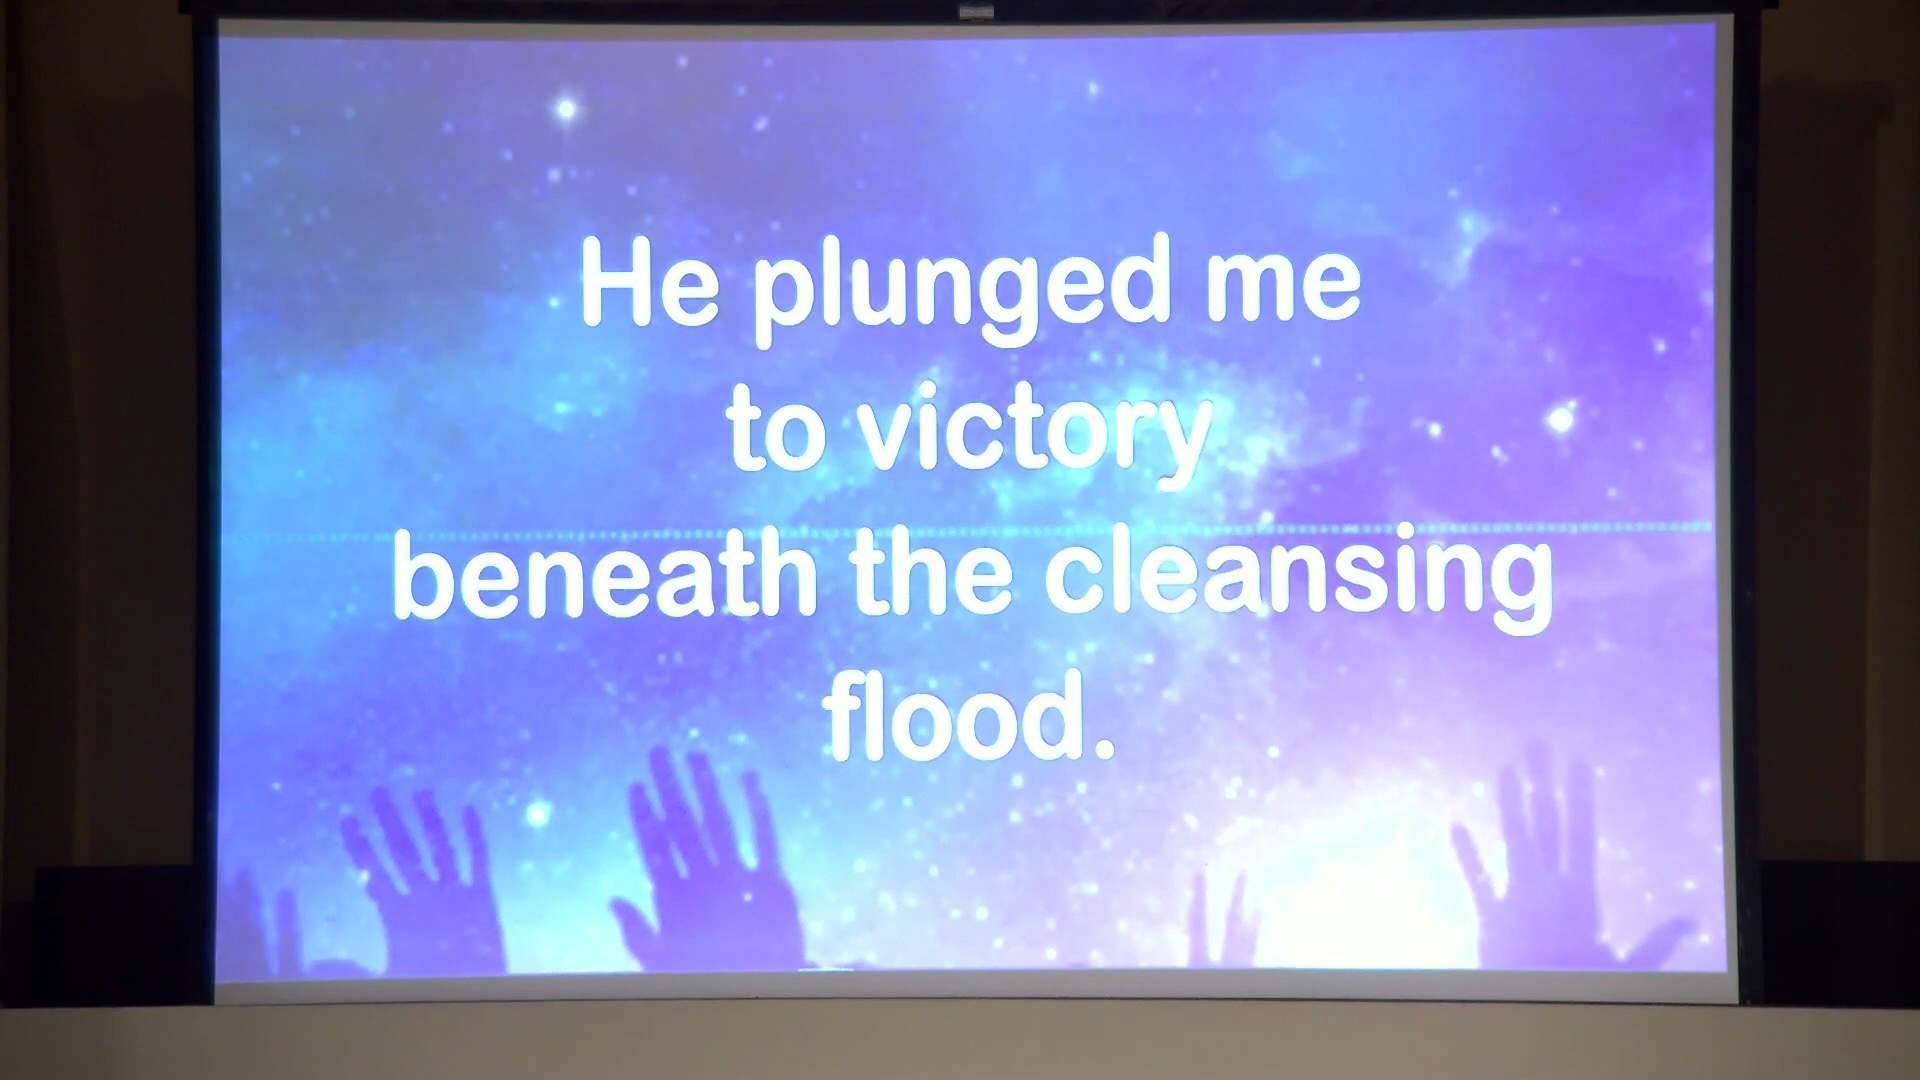 He plunged me
to victory
beneath the cleansing
flood.